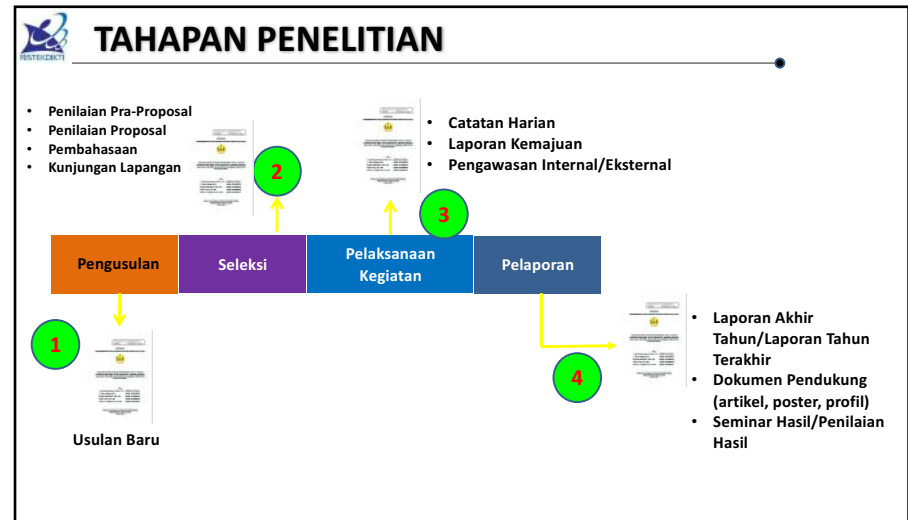 RISTEKDIKTI
TAHAPAN PENELITIAN
• Penilaian Pra-Proposal
• Penilaian Proposal
• Pembahasaan
• Kunjungan Lapangan
2
• Catatan Harian
• Laporan Kemajuan
• Pengawasan Internal/Eksternal
3
Pengusulan
Seleksi
Pelaksanaan
Kegiatan
Pelaporan
1
Usulan Baru
4
• Laporan Akhir
Tahun/Laporan Tahun
Terakhir
• Dokumen Pendukung
(artikel, poster, profil)
• Seminar Hasil/Penilaian
Hasil